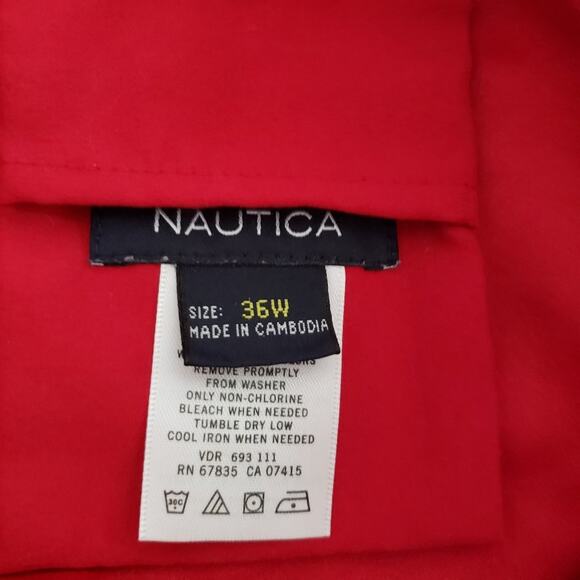 NAUTICA
SIZE: 36W
MADE IN CAMBODIA
REMOVE PROMPTLY
FROM WASHER
ONLY NON-CHLORINE
BLEACH WHEN NEEDED
TUMBLE DRY LOW
COOL IRON WHEN NEEDED
VDR 693 111
RN 67835 CA 07415
30C